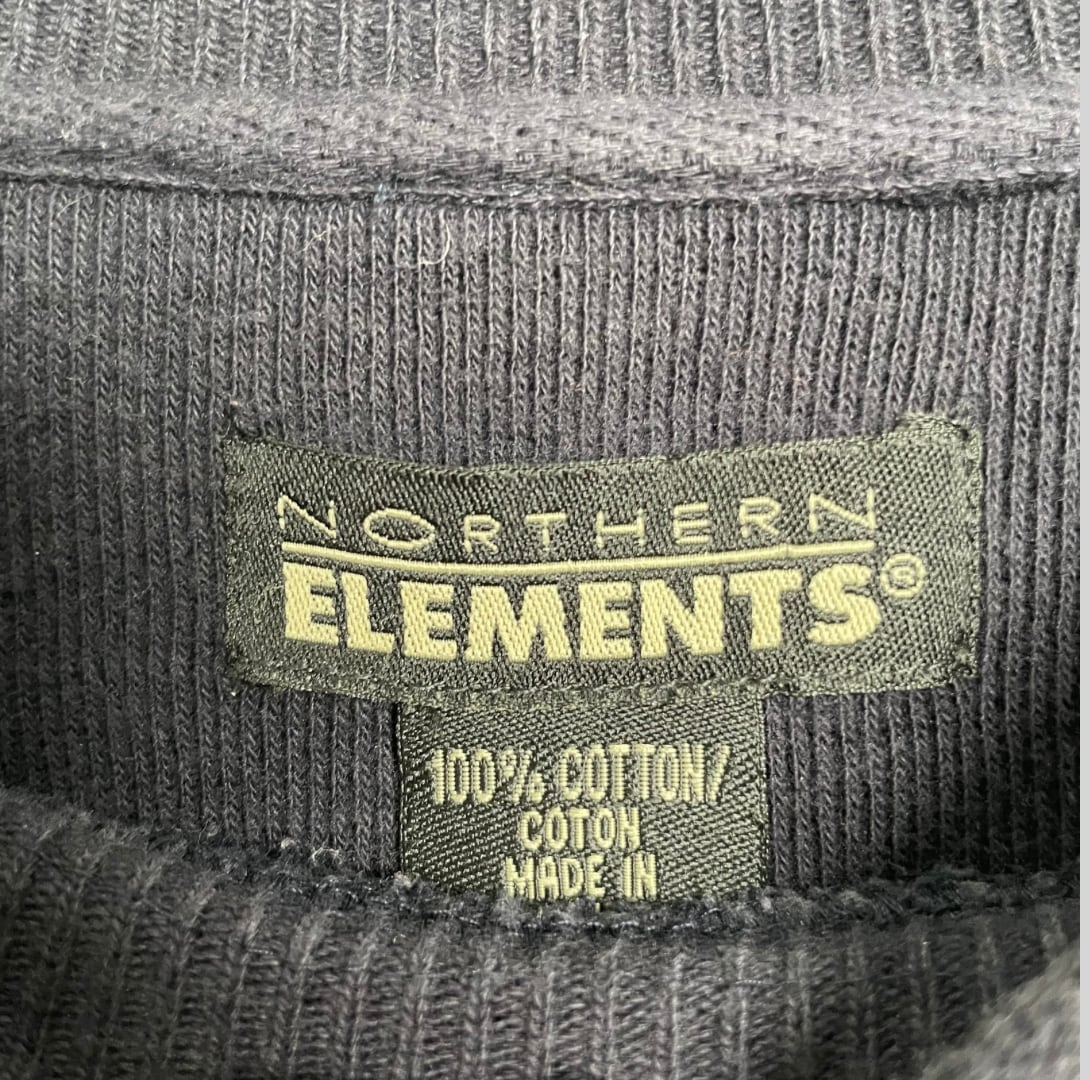 NORTHERN
ELEMENTS®
100% COTTON/
COTON
MADE IN